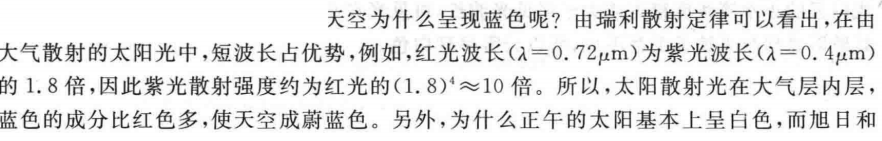 天空为什么呈现蓝色呢？由瑞利散射定律可以看出，在由
大气散射的太阳光中，短波长占优势，例如，红光波长（λ＝0.72μm）为紫光波长（λ＝0.4μm）
的 1.8 倍，因此紫光散射强度约为红光的（1.8）⁴≈10 倍。所以，太阳散射光在大气层内层，
蓝色的成分比红色多，使天空成蔚蓝色。另外，为什么正午的太阳基本上呈白色，而旭日和